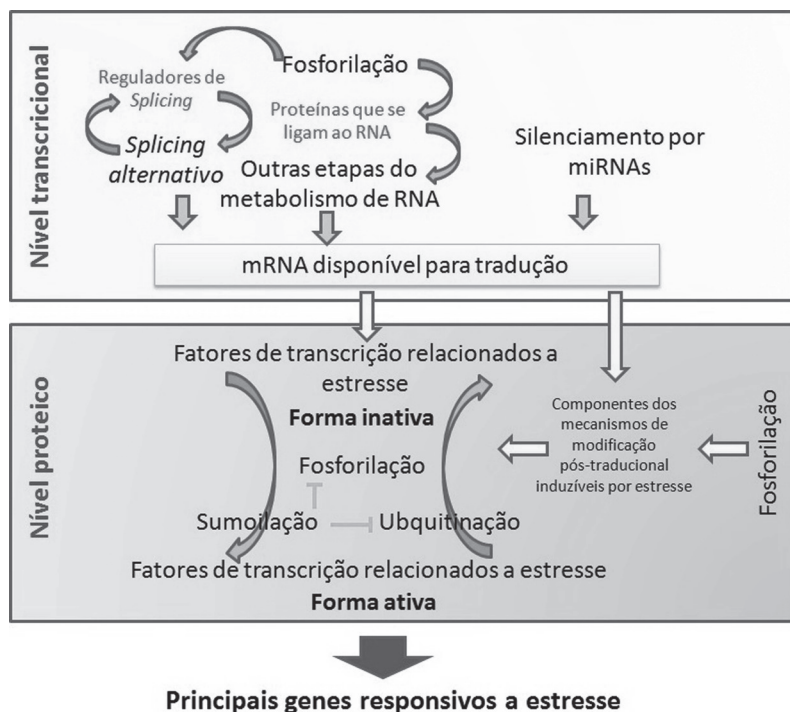 Nível transcricional
Fosforilação
Reguladores de
Splicing
Proteínas que se
ligam ao RNA
Splicing
alternativo
Outras etapas do
metabolismo de RNA
Silenciamento por
miRNAs
mRNA disponível para tradução
Nível proteico
Fatores de transcrição relacionados a
estresse
Forma inativa
Fosforilação
Sumoilação
Ubquitinação
Fatores de transcrição relacionados a estresse
Forma ativa
Componentes dos
mecanismos de
modificação
pós-traducional
induzíveis por estresse
Fosforilação
Principais genes responsivos a estresse